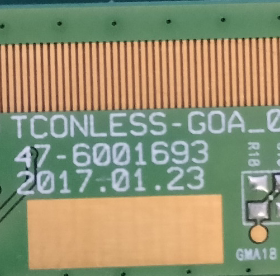 TCONLESS-GOA_0
47-6001693
R18
2017.01.23
GMA18